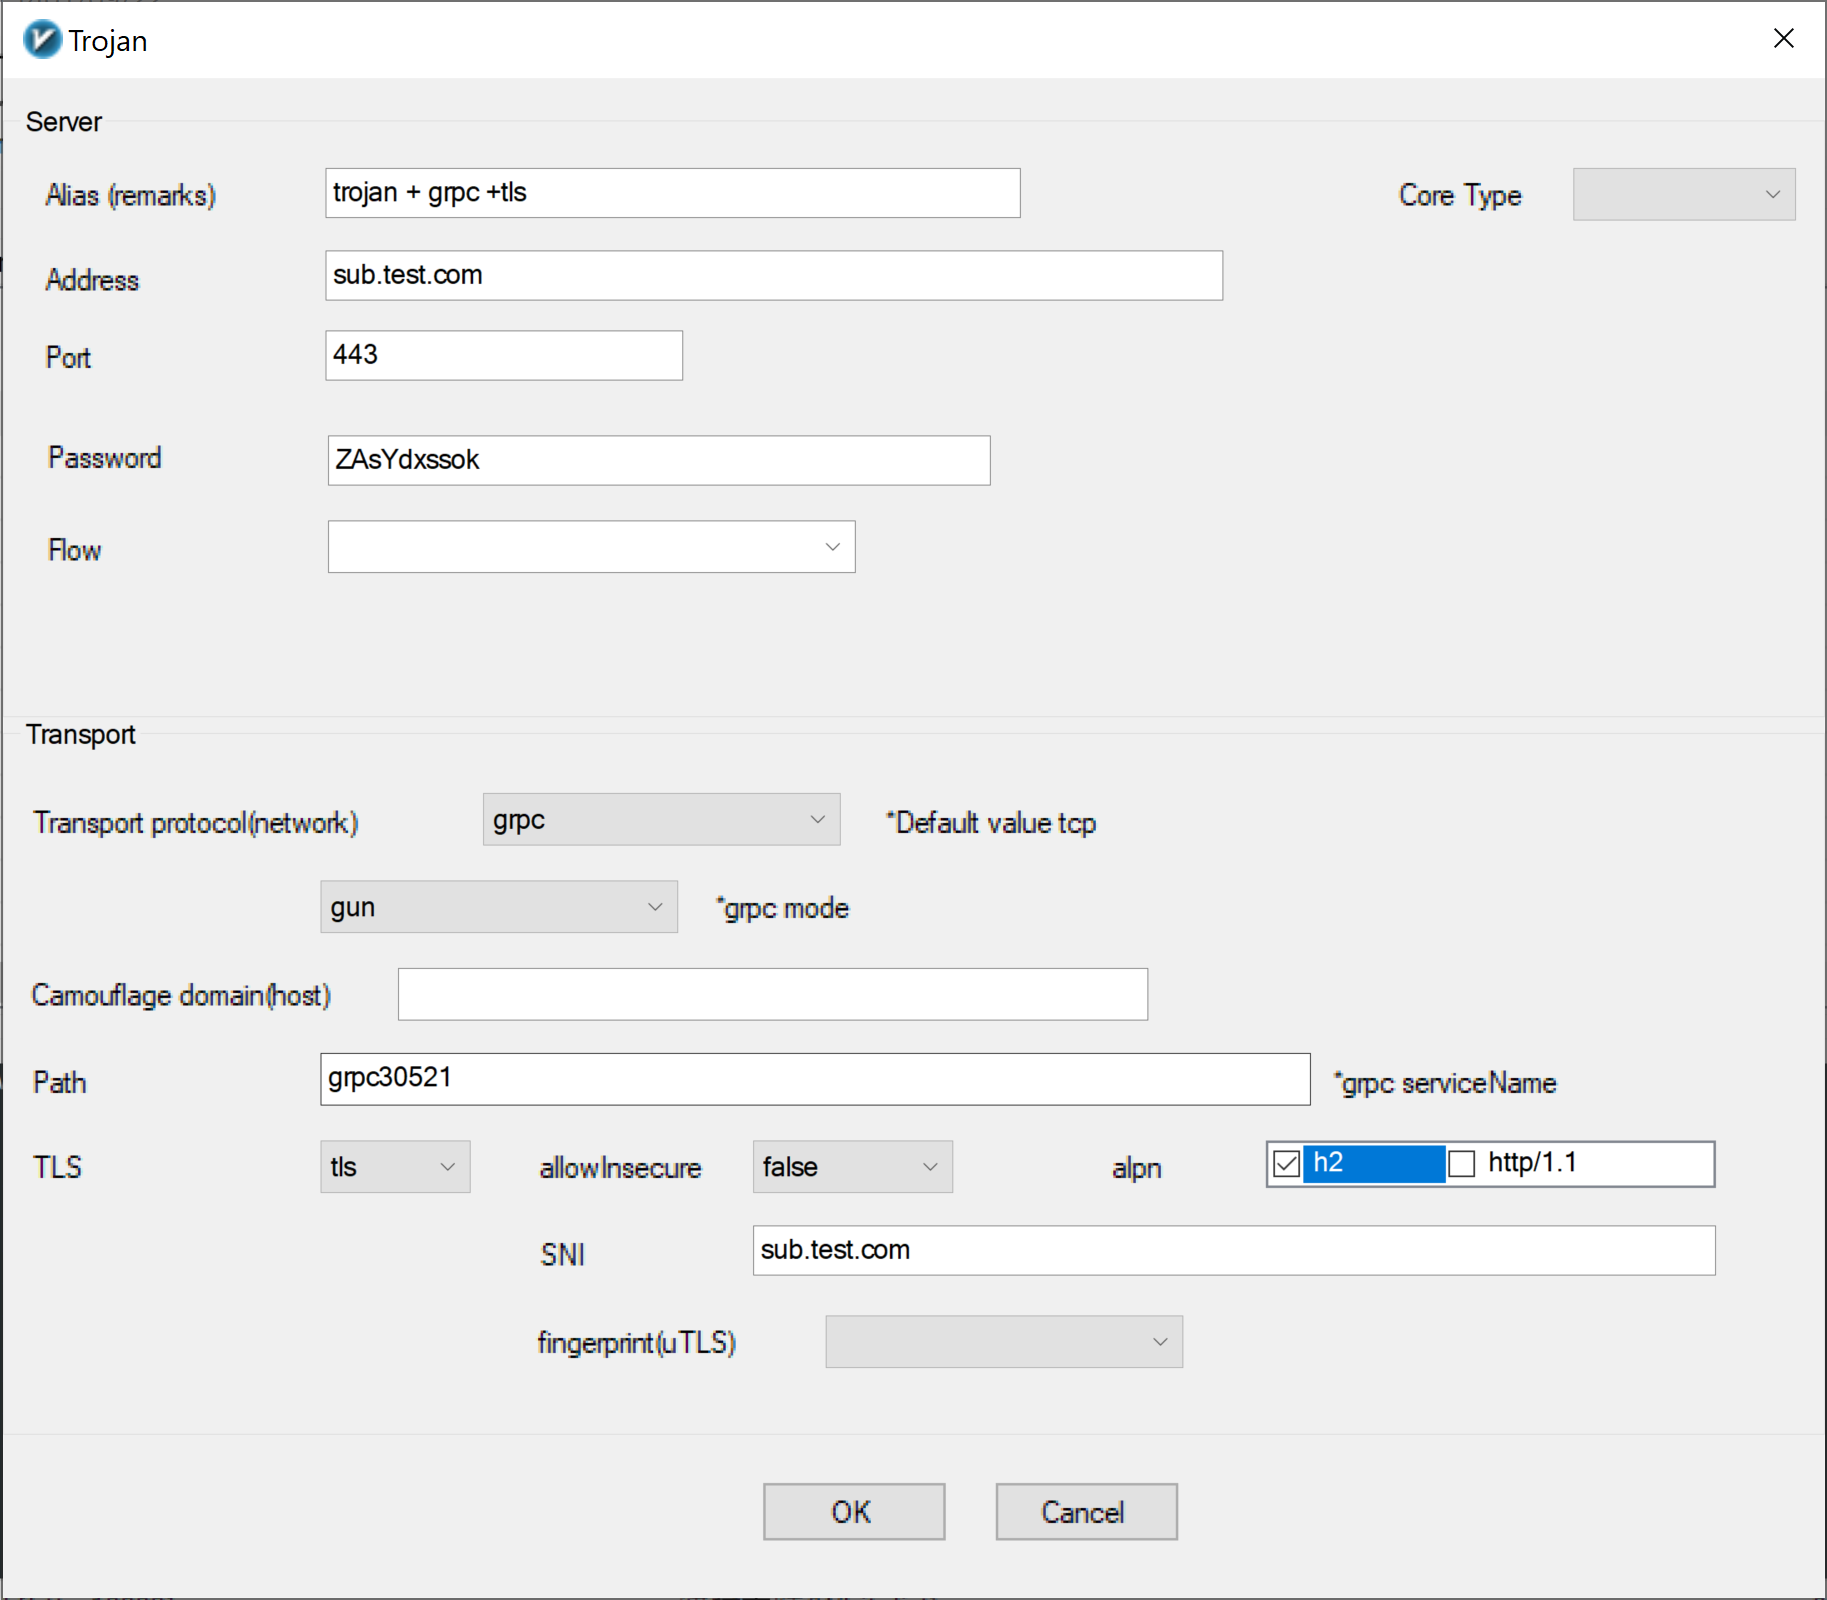 Trojan
Server
Alias (remarks) trojan + grpc +tls Core Type
Address sub.test.com
Port 443
Password ZAsYdxssok
Flow
Transport
Transport protocol(network) grpc *Default value tcp
gun *grpc mode
Camouflage domain(host)
Path grpc30521 *grpc serviceName
TLS tls allowInsecure false alpn h2 http/1.1
SNI sub.test.com
fingerprint(uTLS)
OK Cancel